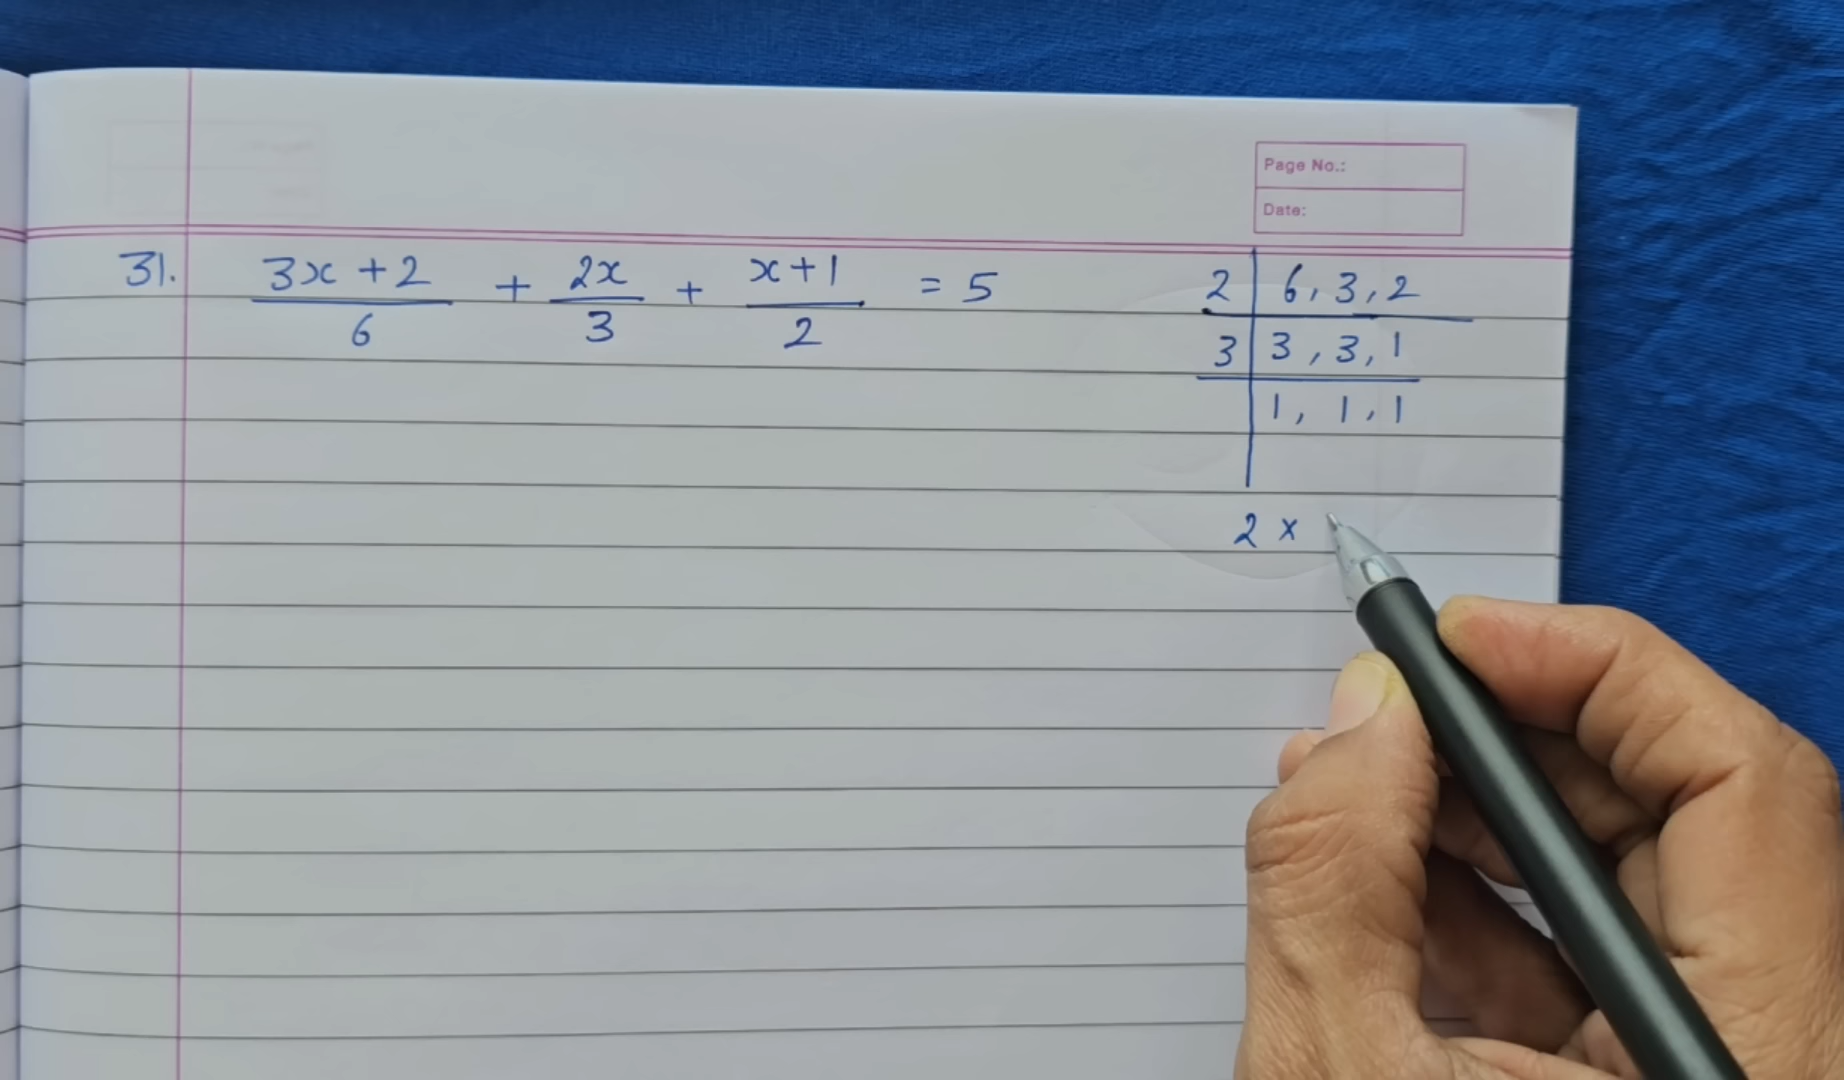 Page No.:
Date:
31. (3x + 2)/6 + 2x/3 + (x + 1)/2 = 5
2 | 6, 3, 2
3 | 3, 3, 1
| 1, 1, 1
2 ×